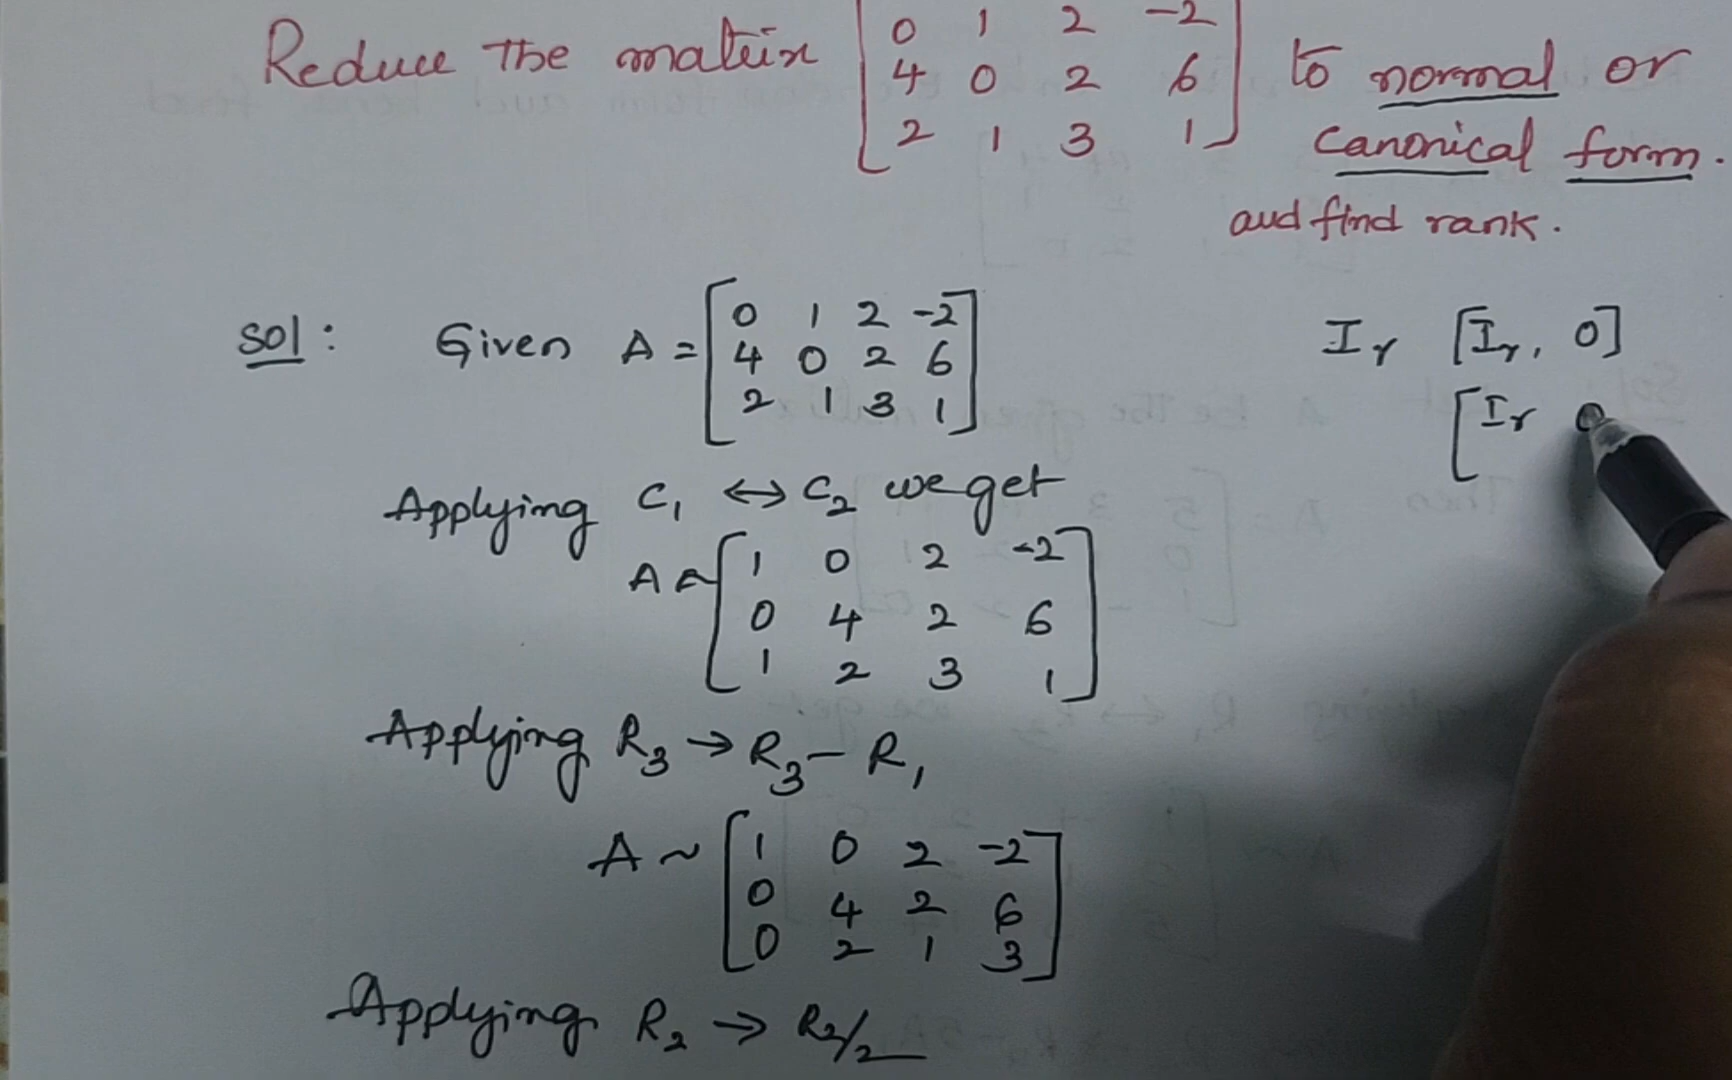 Reduce The matrix [ 0 1 2 -2 ] to normal or
4 0 2 6
2 1 3 1 canonical form.
and find rank.
Sol : Given A = [ 0 1 2 -2 ] Ir [Ir, 0]
4 0 2 6
2 1 3 1 [Ir 0
Applying C1 ↔ C2 we get
A ~ [ 1 0 2 -2 ]
0 4 2 6
1 2 3 1
Applying R3 → R3 - R1
A ~ [ 1 0 2 -2 ]
0 4 2 6
0 2 1 3
Applying R2 → R2/2